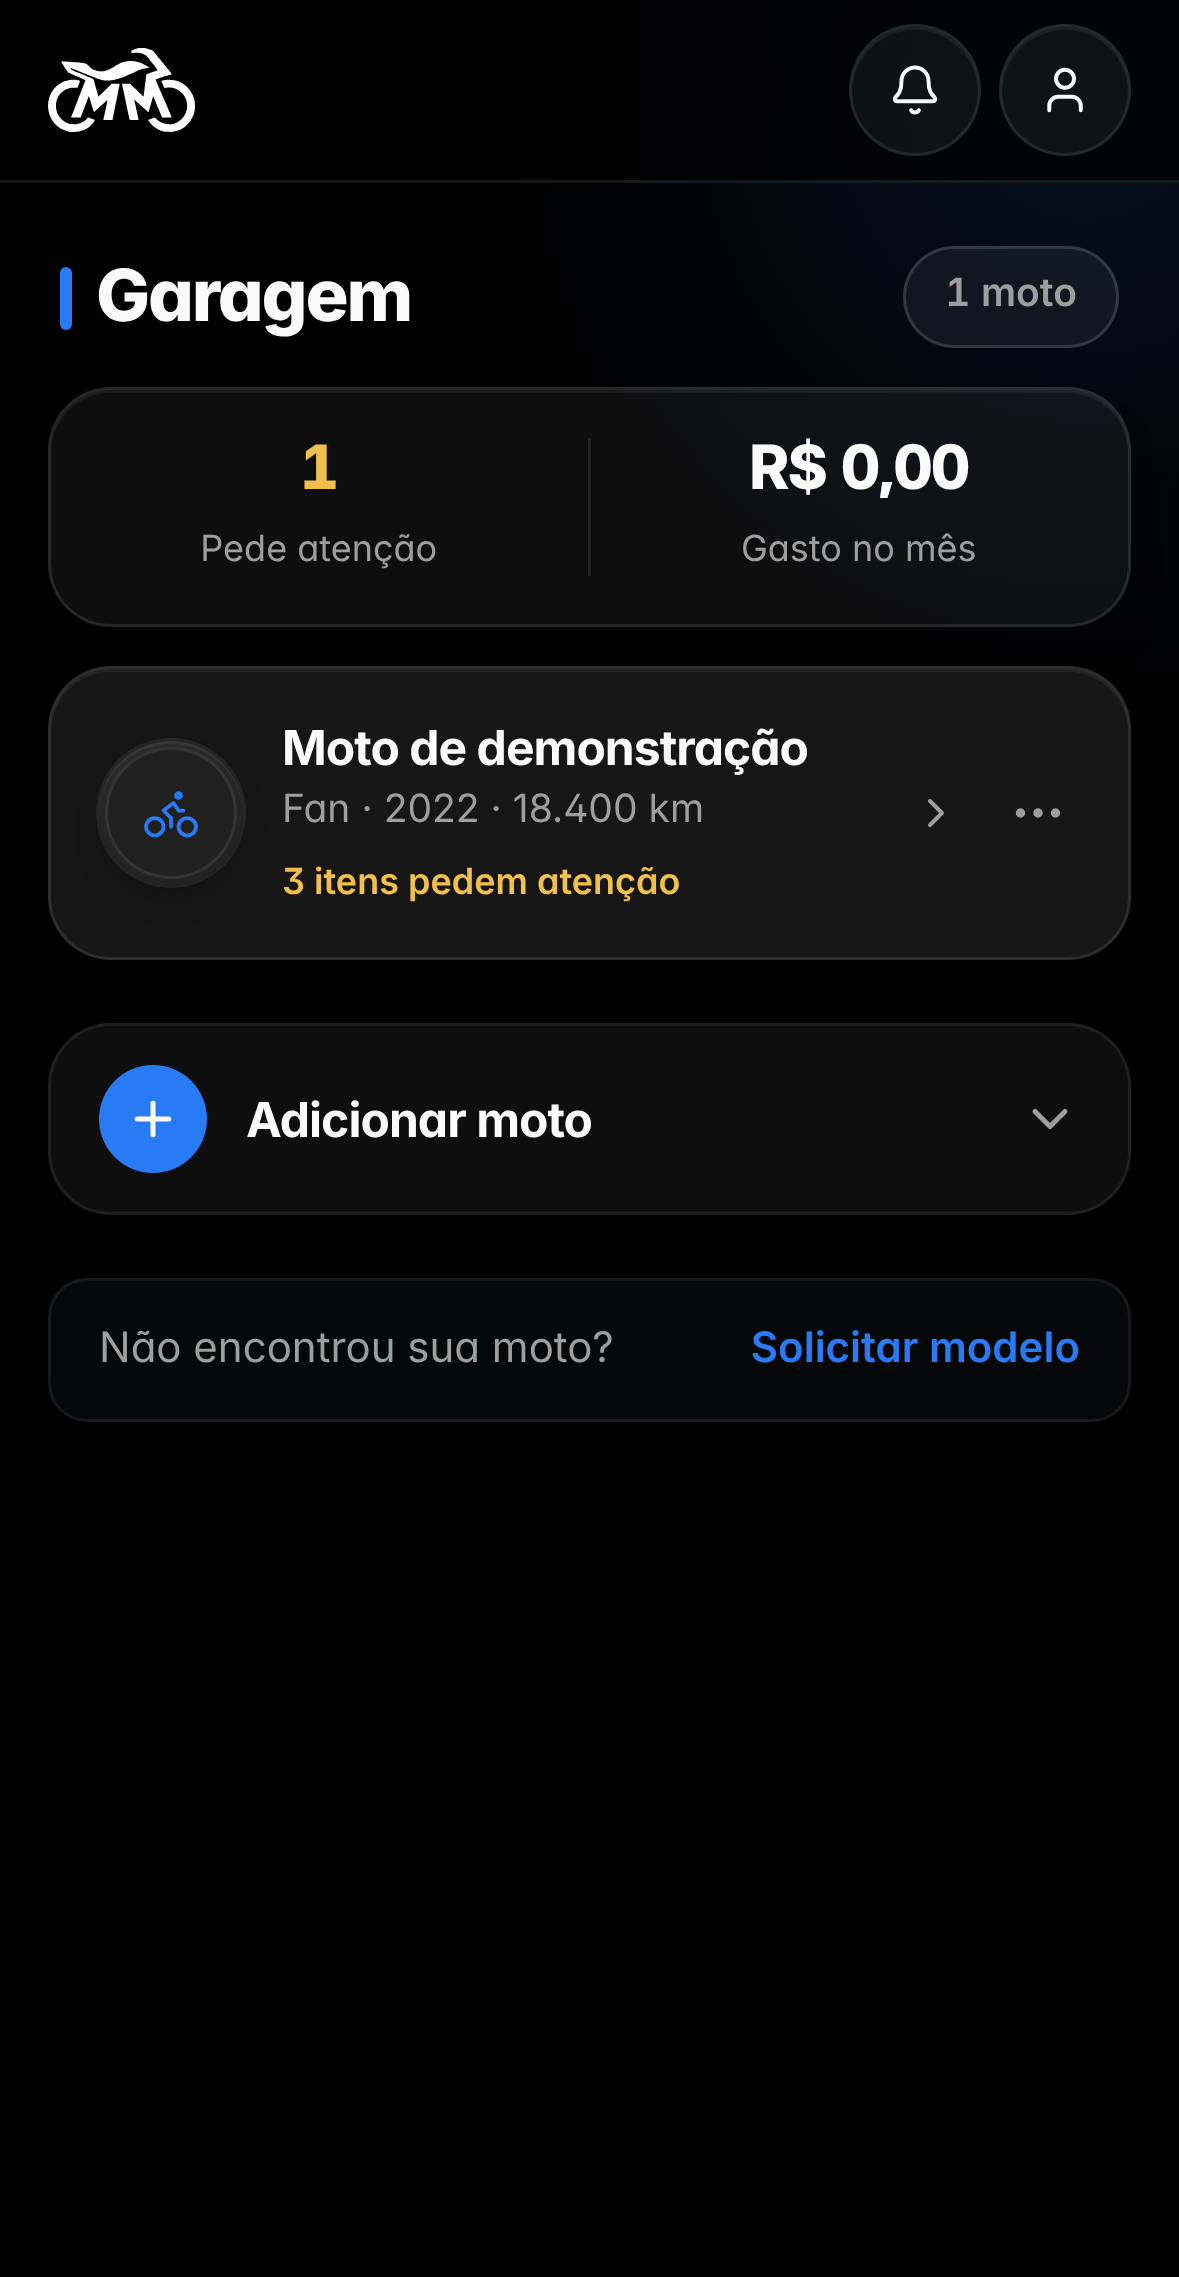 MM
Garagem
1 moto
1
R$ 0,00
Pede atenção
Gasto no mês
Moto de demonstração
Fan · 2022 · 18.400 km
3 itens pedem atenção
Adicionar moto
Não encontrou sua moto?
Solicitar modelo